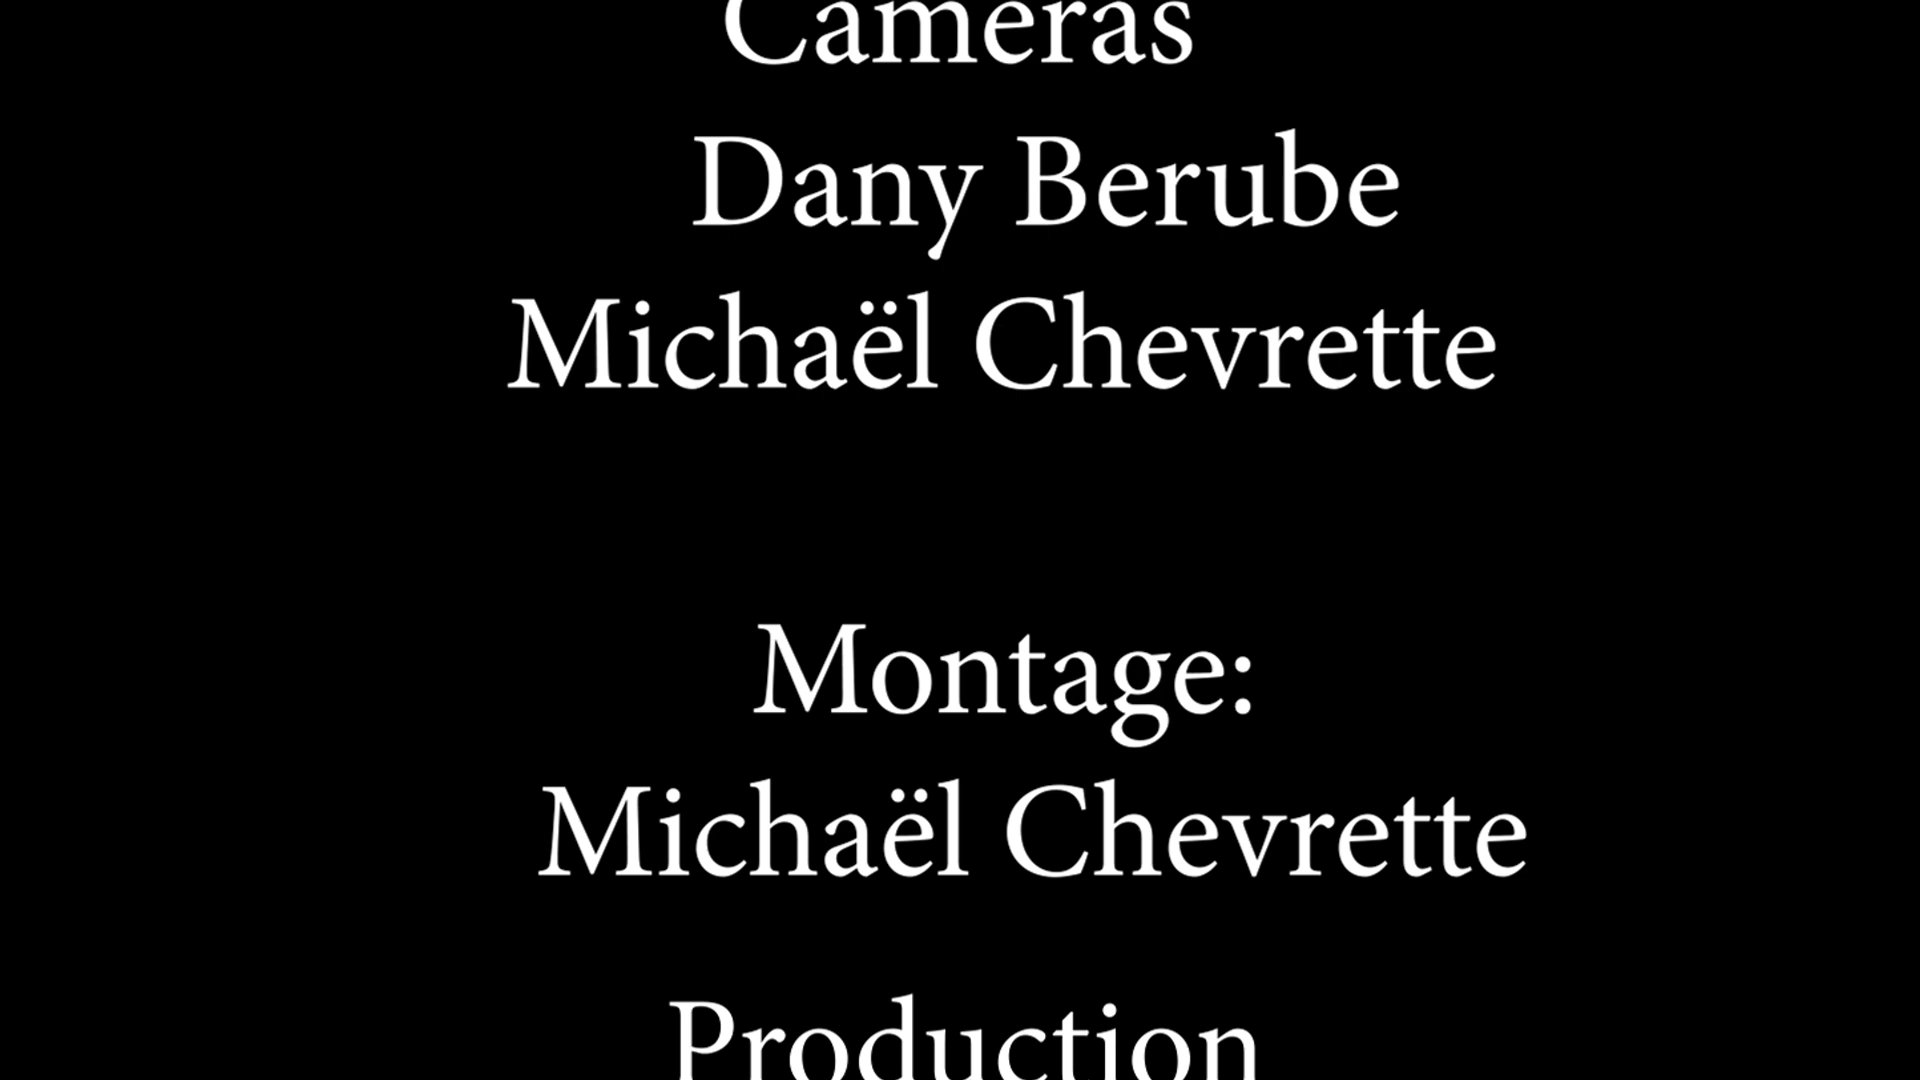 Cameras
Dany Berube
Michaël Chevrette
Montage:
Michaël Chevrette
Production